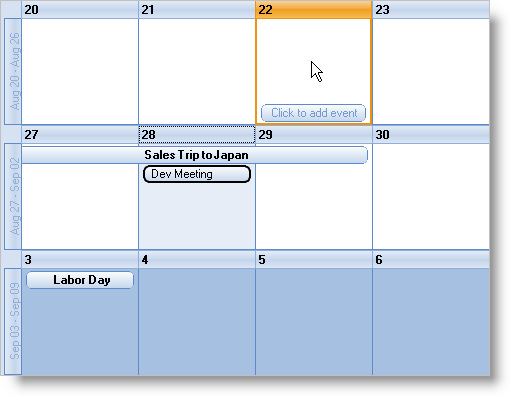 20 21 22 23
Aug 20 - Aug 26
Click to add event
27 28 29 30
Aug 27 - Sep 02
Sales Trip to Japan
Dev Meeting
3 4 5 6
Sep 03 - Sep 09
Labor Day